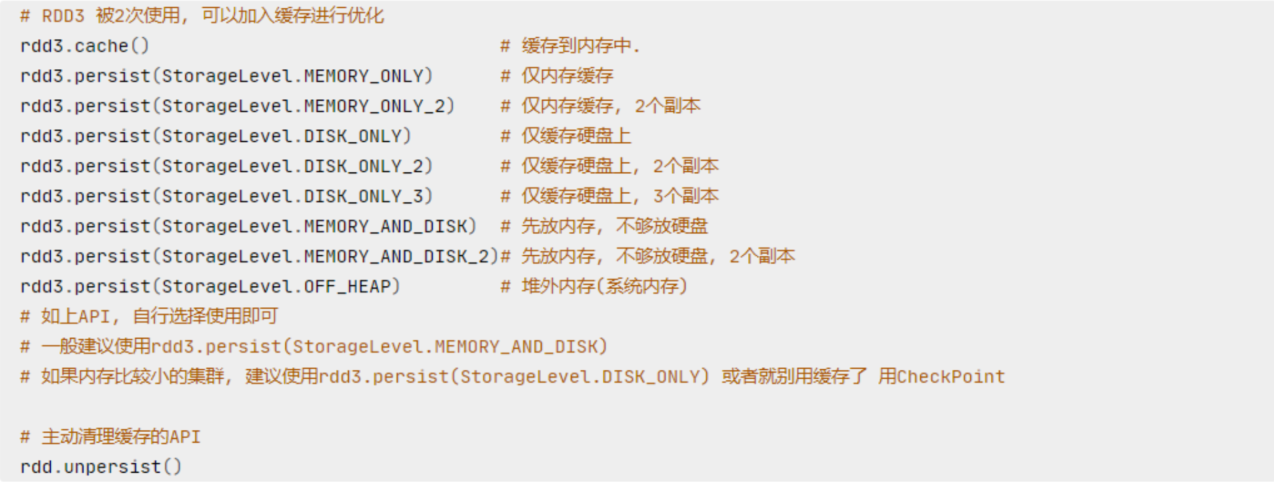 # RDD3 被2次使用, 可以加入缓存进行优化
rdd3.cache() # 缓存到内存中.
rdd3.persist(StorageLevel.MEMORY_ONLY) # 仅内存缓存
rdd3.persist(StorageLevel.MEMORY_ONLY_2) # 仅内存缓存, 2个副本
rdd3.persist(StorageLevel.DISK_ONLY) # 仅缓存硬盘上
rdd3.persist(StorageLevel.DISK_ONLY_2) # 仅缓存硬盘上, 2个副本
rdd3.persist(StorageLevel.DISK_ONLY_3) # 仅缓存硬盘上, 3个副本
rdd3.persist(StorageLevel.MEMORY_AND_DISK) # 先放内存, 不够放硬盘
rdd3.persist(StorageLevel.MEMORY_AND_DISK_2)# 先放内存, 不够放硬盘, 2个副本
rdd3.persist(StorageLevel.OFF_HEAP) # 堆外内存(系统内存)
# 如上API, 自行选择使用即可
# 一般建议使用rdd3.persist(StorageLevel.MEMORY_AND_DISK)
# 如果内存比较小的集群, 建议使用rdd3.persist(StorageLevel.DISK_ONLY) 或者就别用缓存了 用CheckPoint
# 主动清理缓存的API
rdd.unpersist()